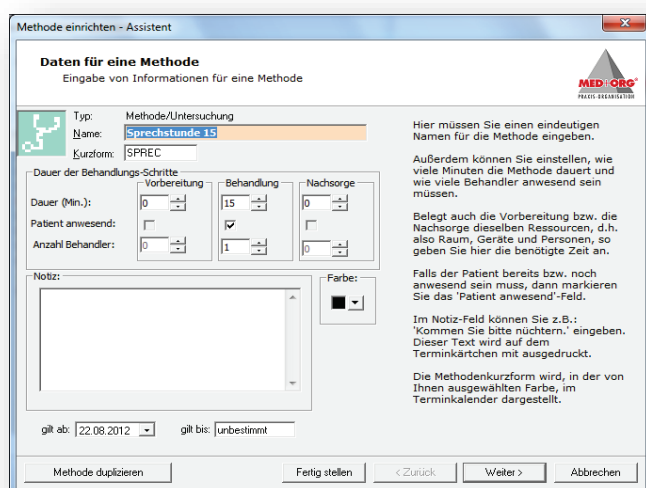 Methode einrichten - Assistent
Daten für eine Methode
Eingabe von Informationen für eine Methode
MED ORG®
PRAXIS-ORGANISATION
Typ: Methode/Untersuchung
Name: Sprechstunde 15
Kurzform: SPREC
Dauer der Behandlungs-Schritte
Vorbereitung Behandlung Nachsorge
Dauer (Min.): 0 15 0
Patient anwesend:
Anzahl Behandler: 0 1 0
Notiz:
Farbe:
gilt ab: 22.08.2012 gilt bis: unbestimmt
Hier müssen Sie einen eindeutigen
Namen für die Methode eingeben.
Außerdem können Sie einstellen, wie
viele Minuten die Methode dauert und
wie viele Behandler anwesend sein
müssen.
Belegt auch die Vorbereitung bzw. die
Nachsorge dieselben Ressourcen, d.h.
also Raum, Geräte und Personen, so
geben Sie hier die benötigte Zeit an.
Falls der Patient bereits bzw. noch
anwesend sein muss, dann markieren
Sie das 'Patient anwesend'-Feld.
Im Notiz-Feld können Sie z.B.:
'Kommen Sie bitte nüchtern.' eingeben.
Dieser Text wird auf dem
Terminkärtchen mit ausgedruckt.
Die Methodenkurzform wird, in der von
Ihnen ausgewählten Farbe, im
Terminkalender dargestellt.
Methode duplizieren Fertig stellen < Zurück Weiter > Abbrechen